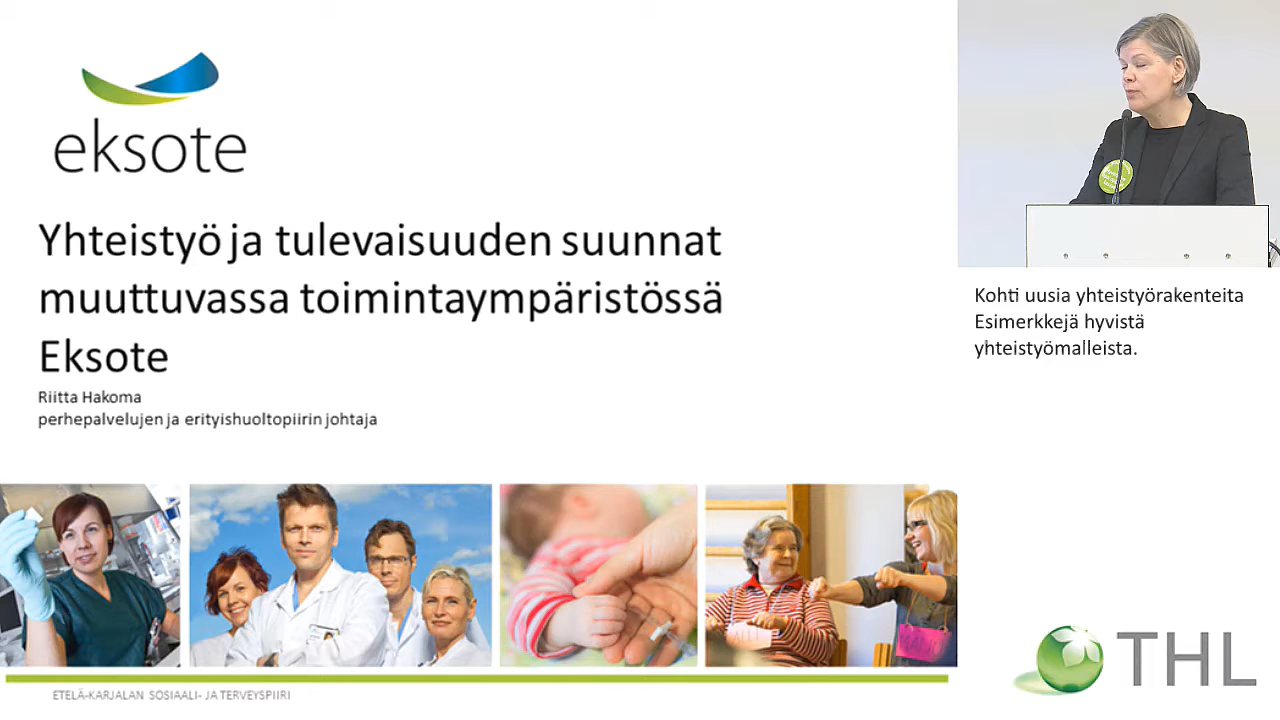 eksote
Yhteistyö ja tulevaisuuden suunnat
muuttuvassa toimintaympäristössä
Eksote
Riitta Hakoma
perhepalvelujen ja erityishuoltopiirin johtaja
ETELÄ-KARJALAN SOSIAALI- JA TERVEYSPIIRI
Kohti uusia yhteistyörakenteita
Esimerkkejä hyvistä
yhteistyömalleista.
THL